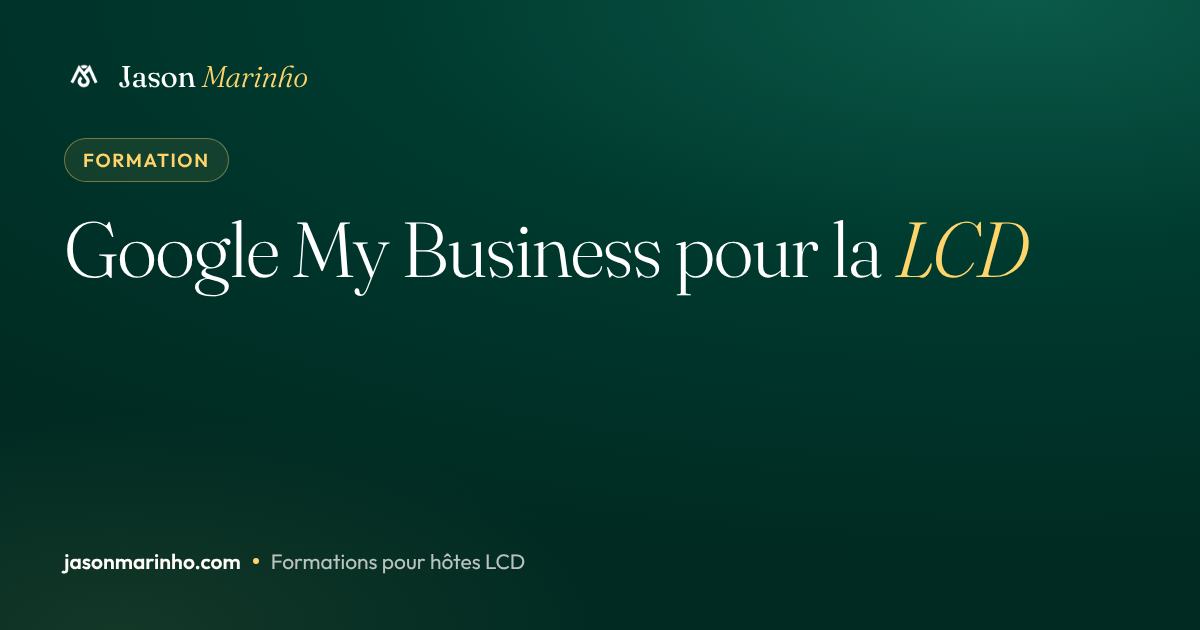 Jason Marinho
FORMATION
Google My Business pour la LCD
jasonmarinho.com • Formations pour hôtes LCD